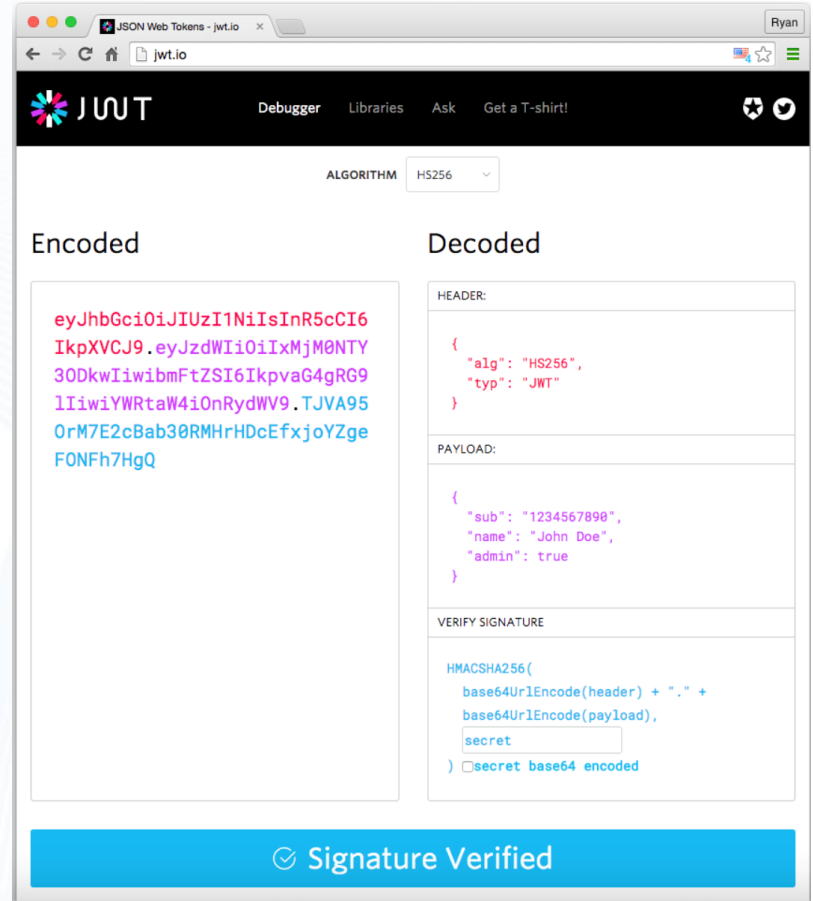 JSON Web Tokens - jwt.io
Ryan
jwt.io
4
JWT
Debugger Libraries Ask Get a T-shirt!
ALGORITHM HS256
Encoded
eyJhbGciOiJIUzI1NiIsInR5cCI6
IkpXVCJ9.eyJzdWIiOiIxMjM0NTY
3ODkwIiwibmFtZSI6IkpvaG4gRG9
lIiwiYWRtaW4iOnRydWV9.TJVA95
OrM7E2cBab30RMHrHDcEfxjoYZge
FONFh7HgQ
Decoded
HEADER:
{
"alg": "HS256",
"typ": "JWT"
}
PAYLOAD:
{
"sub": "1234567890",
"name": "John Doe",
"admin": true
}
VERIFY SIGNATURE
HMACSHA256(
base64UrlEncode(header) + "." +
base64UrlEncode(payload),
secret
) secret base64 encoded
Signature Verified